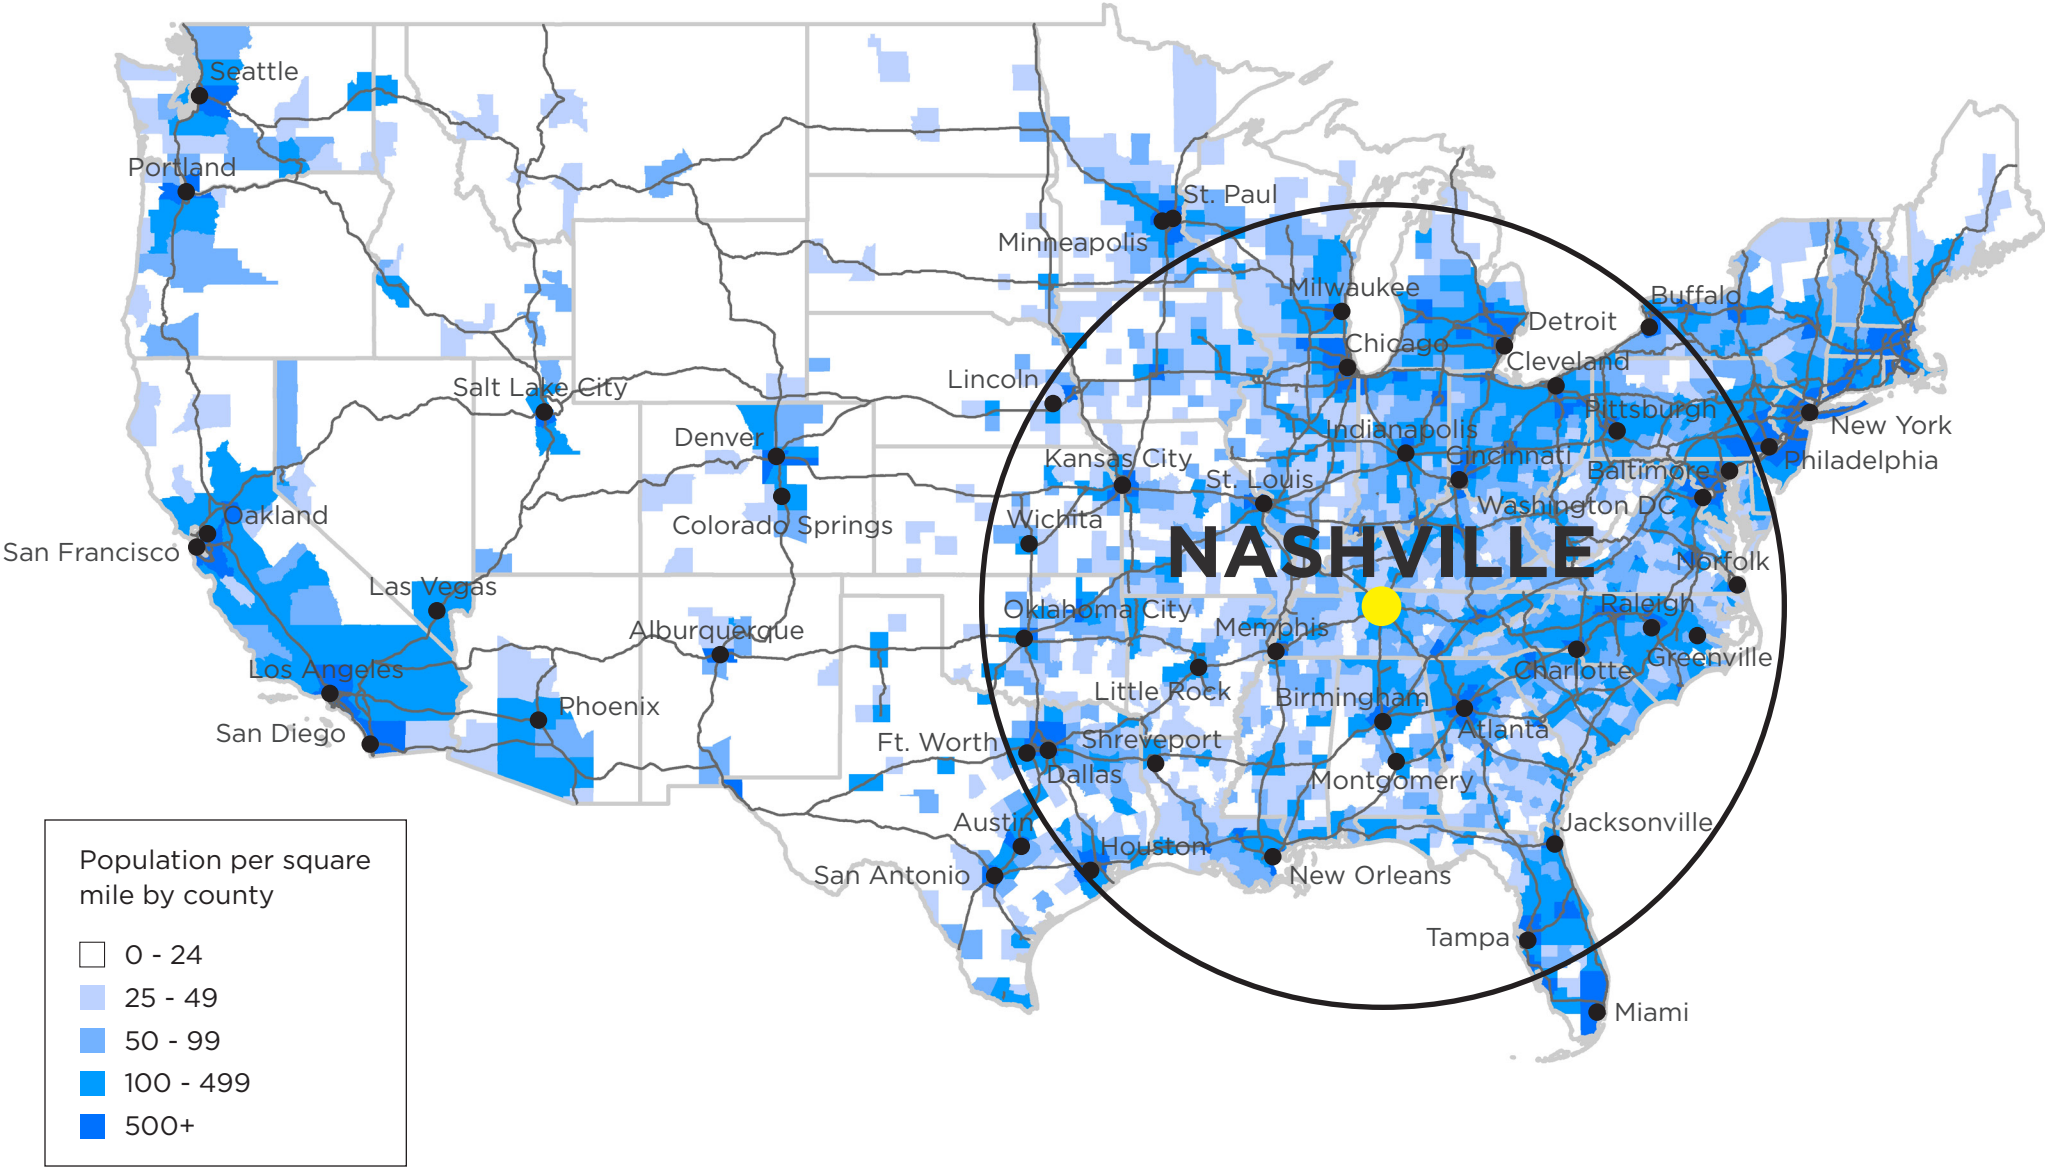 Seattle
Portland
St. Paul
Minneapolis
Milwaukee
Buffalo
Detroit
Chicago
Cleveland
Lincoln
Salt Lake City
Pittsburgh
New York
Denver
Indianapolis
Kansas City
Cincinnati
Philadelphia
Baltimore
St. Louis
Washington DC
Oakland
Wichita
Colorado Springs
San Francisco
NASHVILLE
Norfolk
Las Vegas
Oklahoma City
Raleigh
Memphis
Alburquerque
Greenville
Los Angeles
Charlotte
Little Rock
Birmingham
Phoenix
San Diego
Atlanta
Ft. Worth
Shreveport
Dallas
Montgomery
Austin
Jacksonville
Houston
San Antonio
New Orleans
Tampa
Miami
Population per square
mile by county
0 - 24
25 - 49
50 - 99
100 - 499
500+